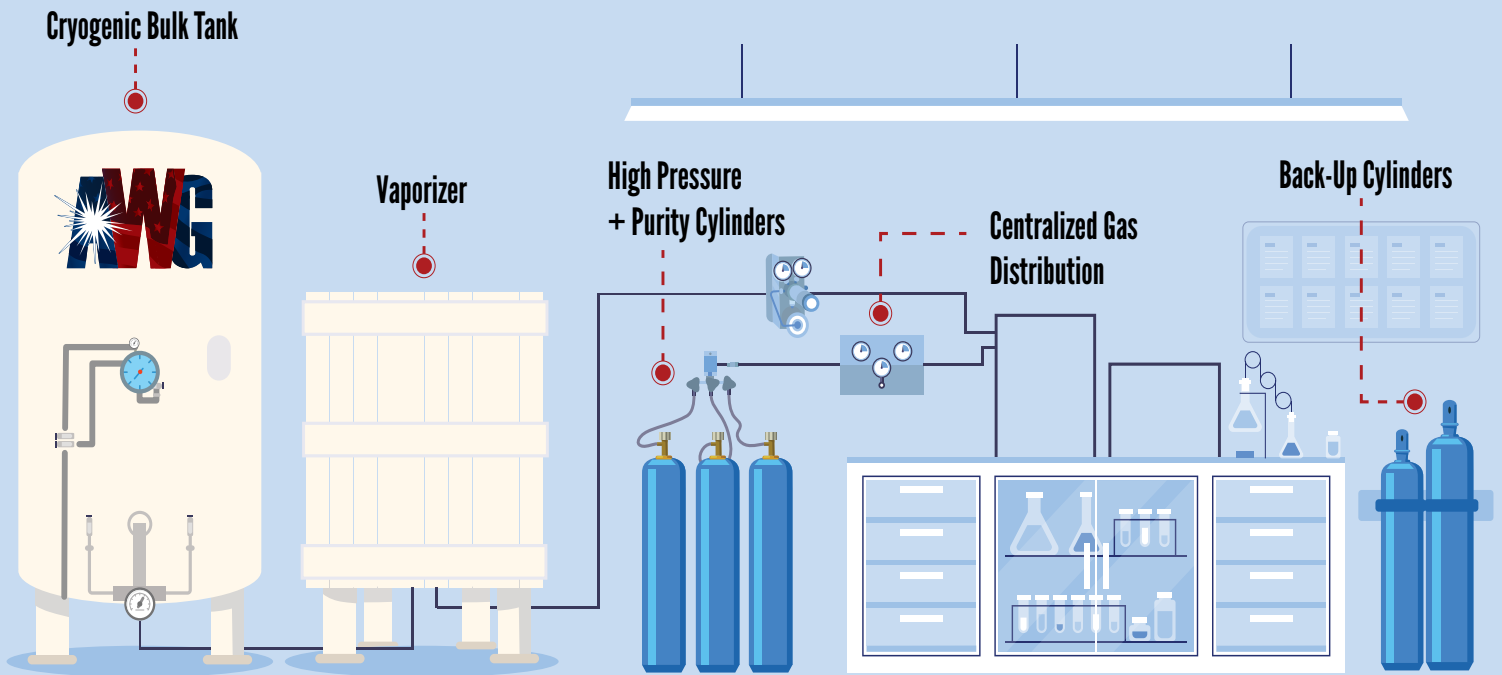 Cryogenic Bulk Tank
AWG
Vaporizer
High Pressure
+ Purity Cylinders
Centralized Gas
Distribution
Back-Up Cylinders